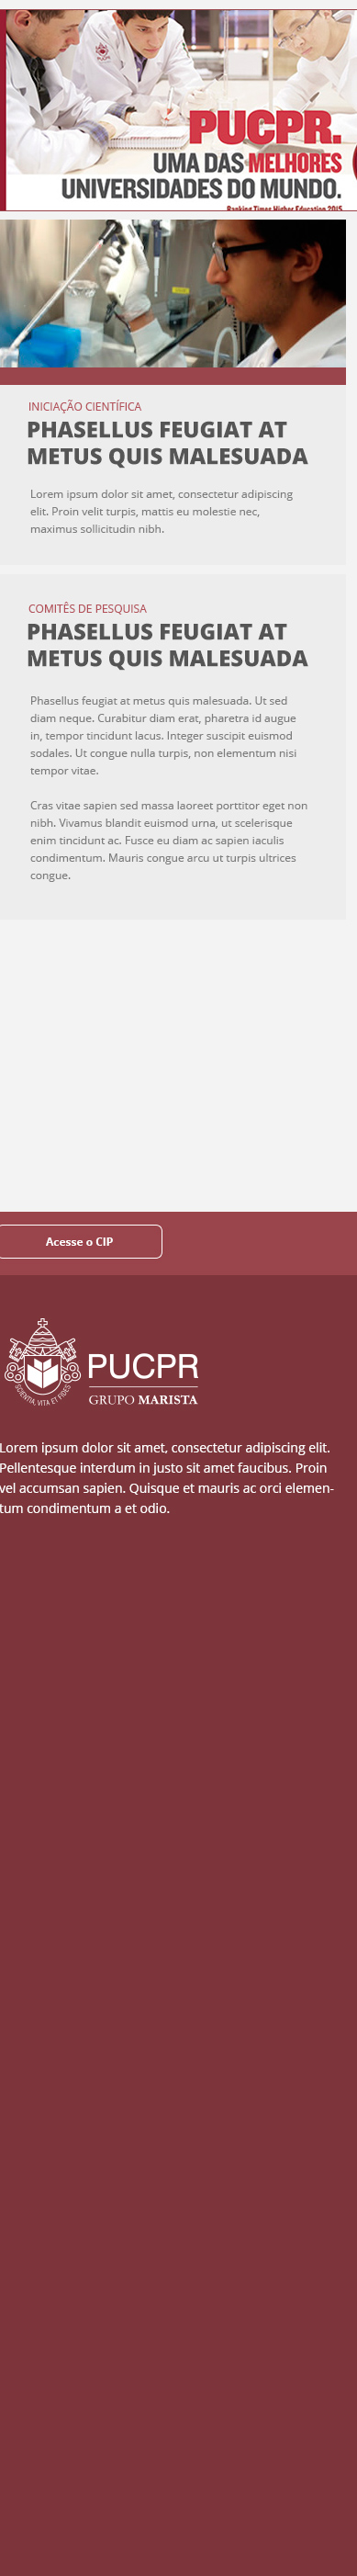 PUCPR.
UMA DAS MELHORES
UNIVERSIDADES DO MUNDO.
Ranking Times Higher Education 2015
INICIAÇÃO CIENTÍFICA
PHASELLUS FEUGIAT AT
METUS QUIS MALESUADA
Lorem ipsum dolor sit amet, consectetur adipiscing
elit. Proin velit turpis, mattis eu molestie nec,
maximus sollicitudin nibh.
COMITÊS DE PESQUISA
PHASELLUS FEUGIAT AT
METUS QUIS MALESUADA
Phasellus feugiat at metus quis malesuada. Ut sed
diam neque. Curabitur diam erat, pharetra id augue
in, tempor tincidunt lacus. Integer suscipit euismod
sodales. Ut congue nulla turpis, non elementum nisi
tempor vitae.
Cras vitae sapien sed massa laoreet porttitor eget non
nibh. Vivamus blandit euismod urna, ut scelerisque
enim tincidunt ac. Fusce eu diam ac sapien iaculis
condimentum. Mauris congue arcu ut turpis ultrices
congue.
Acesse o CIP
SCIENTIA, VITA ET FIDES
PUCPR
GRUPO MARISTA
Lorem ipsum dolor sit amet, consectetur adipiscing elit.
Pellentesque interdum in justo sit amet faucibus. Proin
vel accumsan sapien. Quisque et mauris ac orci elemen-
tum condimentum a et odio.